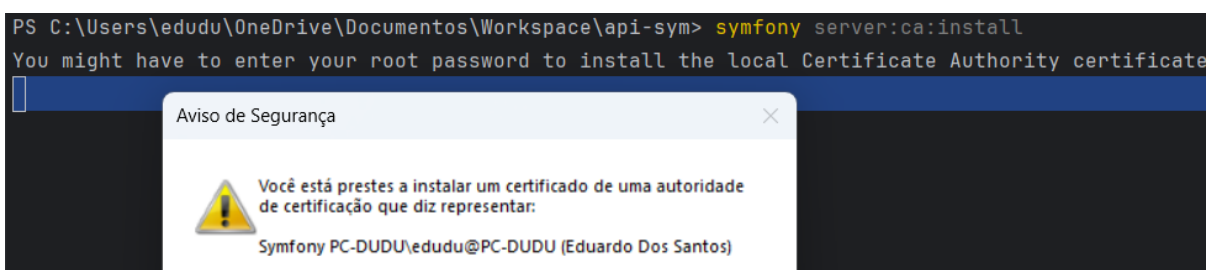 PS C:\Users\edudu\OneDrive\Documentos\Workspace\api-sym> symfony server:ca:install
You might have to enter your root password to install the local Certificate Authority certificate
Aviso de Segurança
Você está prestes a instalar um certificado de uma autoridade
de certificação que diz representar:
Symfony PC-DUDU\edudu@PC-DUDU (Eduardo Dos Santos)